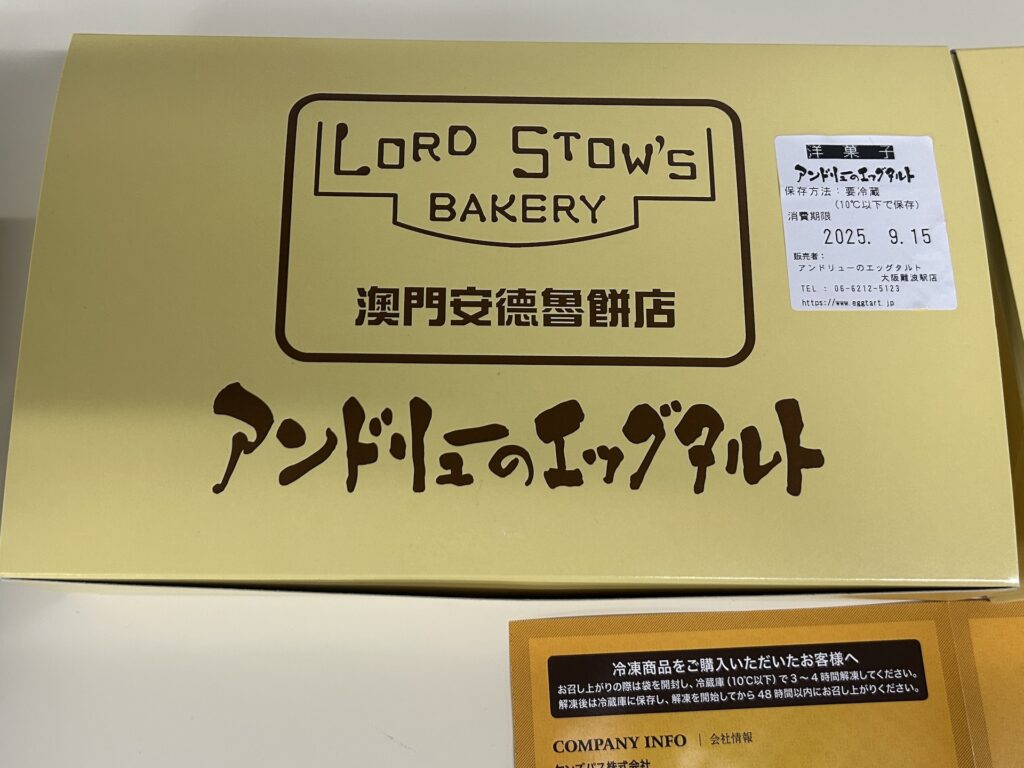 LORD STOW'S
BAKERY
澳門安德魯餅店
アンドリューのエッグタルト
洋菓子
アンドリューのエッグタルト
保存方法:要冷蔵
(10℃以下で保存)
消費期限
2025. 9.15
販売者:
アンドリューのエッグタルト
大阪難波駅店
TEL : 06-6212-5123
https://www.eggtart.jp
冷凍商品をご購入いただいたお客様へ
お召し上がりの際は袋を開封し、冷蔵庫(10℃以下)で3〜4時間解凍してください。
解凍後は冷蔵庫に保存し、解凍を開始してから48時間以内にお召し上がりください。
COMPANY INFO | 会社情報
株式会社